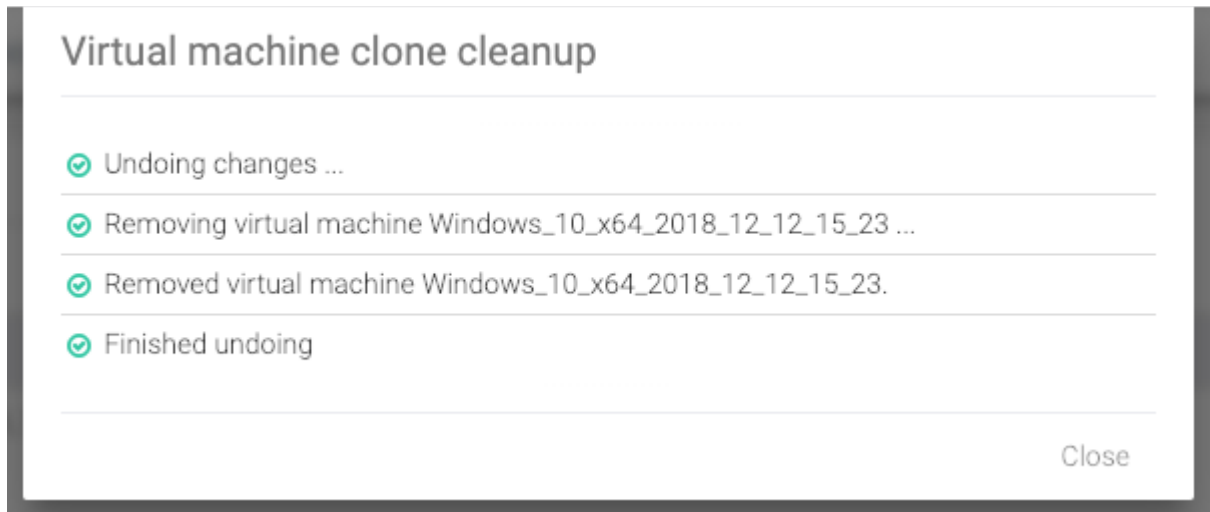 Virtual machine clone cleanup
Undoing changes ...
Removing virtual machine Windows_10_x64_2018_12_12_15_23 ...
Removed virtual machine Windows_10_x64_2018_12_12_15_23.
Finished undoing
Close